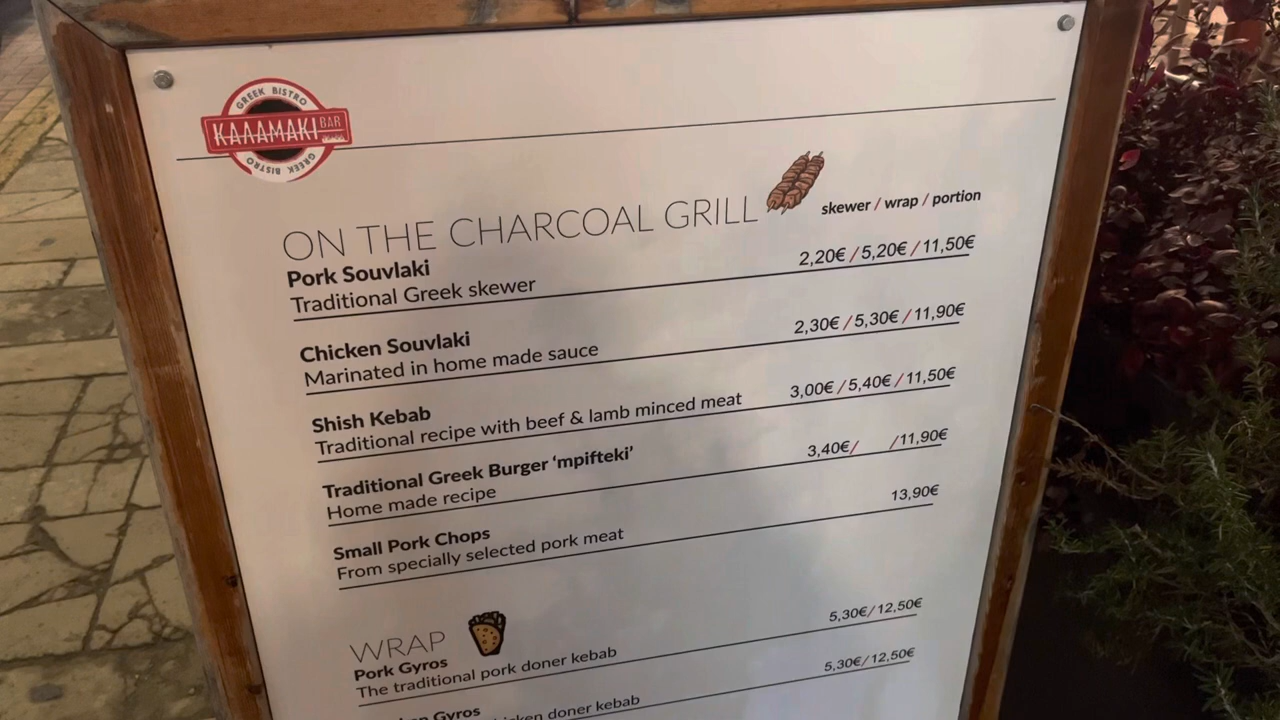 GREEK BISTRO
KAΛAMAKI BAR
GREEK BISTRO
ON THE CHARCOAL GRILL
skewer / wrap / portion
Pork Souvlaki
2,20€ / 5,20€ / 11,50€
Traditional Greek skewer
Chicken Souvlaki
2,30€ / 5,30€ / 11,90€
Marinated in home made sauce
Shish Kebab
3,00€ / 5,40€ / 11,50€
Traditional recipe with beef & lamb minced meat
Traditional Greek Burger ‘mpifteki’
3,40€/ /11,90€
Home made recipe
Small Pork Chops
13,90€
From specially selected pork meat
WRAP
Pork Gyros
5,30€/12,50€
The traditional pork doner kebab
Gyros
5,30€/12,50€
doner kebab